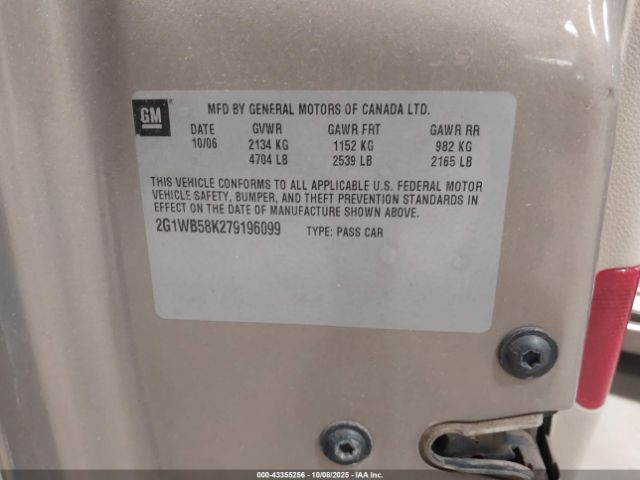 GM
MFD BY GENERAL MOTORS OF CANADA LTD.
DATE GVWR GAWR FRT GAWR RR
10/06 2134 KG 1152 KG 982 KG
4704 LB 2539 LB 2165 LB
THIS VEHICLE CONFORMS TO ALL APPLICABLE U.S. FEDERAL MOTOR
VEHICLE SAFETY, BUMPER, AND THEFT PREVENTION STANDARDS IN
EFFECT ON THE DATE OF MANUFACTURE SHOWN ABOVE.
2G1WB58K279196099 TYPE: PASS CAR
000-43355256 | 10/08/2025 | IAA Inc.